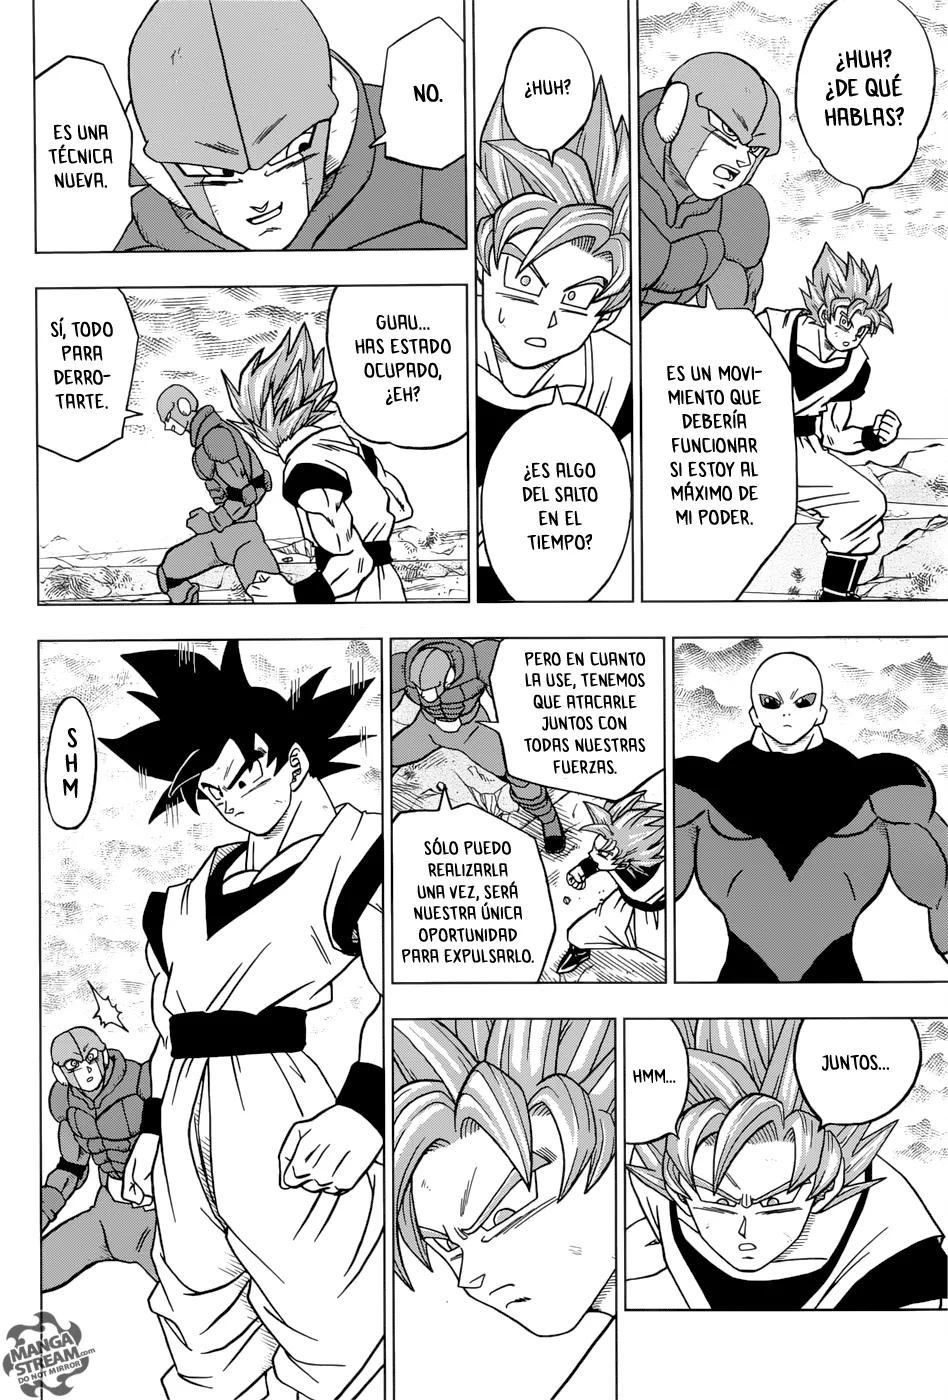 ¿HUH?
¿DE QUÉ
HABLAS?
ES UN MOVI-
MIENTO QUE
DEBERÍA
FUNCIONAR
SI ESTOY AL
MÁXIMO DE
MI PODER.
¿HUH?
¿ES ALGO
DEL SALTO
EN EL
TIEMPO?
NO.
ES UNA
TÉCNICA
NUEVA.
GUAU...
HAS ESTADO
OCUPADO,
¿EH?
SÍ, TODO
PARA
DERRO-
TARTE.
PERO EN CUANTO
LA USE, TENEMOS
QUE ATACARLE
JUNTOS CON
TODAS NUESTRAS
FUERZAS.
SÓLO PUEDO
REALIZARLA
UNA VEZ, SERÁ
NUESTRA ÚNICA
OPORTUNIDAD
PARA EXPULSARLO.
JUNTOS...
HMM...
SHM
MANGA
STREAM.com
DO NOT MIRROR